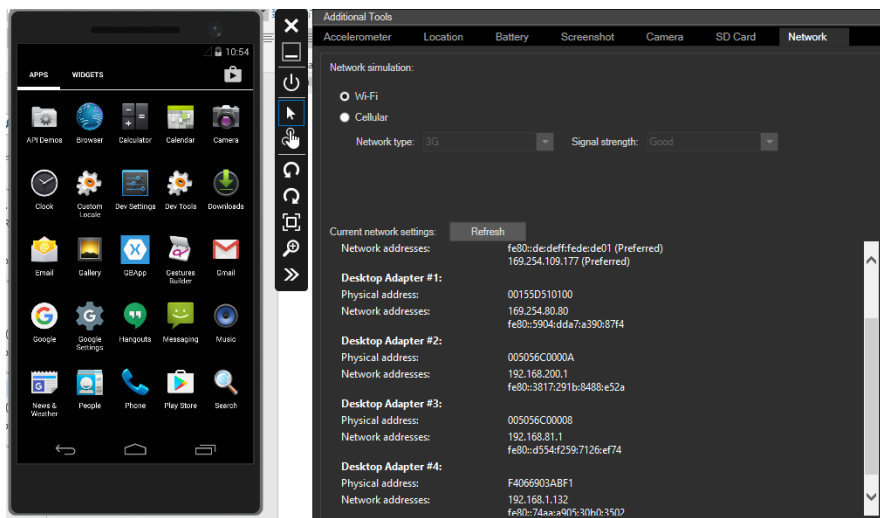 10:54
APPS WIDGETS
API Demos Browser Calculator Calendar Camera
Clock Custom Locale Dev Settings Dev Tools Downloads
Email Gallery GBApp Gestures Builder Gmail
Google Google Settings Hangouts Messaging Music
News & Weather People Phone Play Store Search
Additional Tools
Accelerometer Location Battery Screenshot Camera SD Card Network
Network simulation:
Wi-Fi
Cellular
Network type: 3G Signal strength: Good
Current network settings: Refresh
Network addresses: fe80::de:deff:fede:de01 (Preferred)
169.254.109.177 (Preferred)
Desktop Adapter #1:
Physical address: 00155D510100
Network addresses: 169.254.80.80
fe80::5904:dda7:a390:87f4
Desktop Adapter #2:
Physical address: 005056C0000A
Network addresses: 192.168.200.1
fe80::3817:291b:8488:e52a
Desktop Adapter #3:
Physical address: 005056C00008
Network addresses: 192.168.81.1
fe80::d554:f259:7126:ef74
Desktop Adapter #4:
Physical address: F4066903ABF1
Network addresses: 192.168.1.132
fe80::74aa:a905:30b0:3502